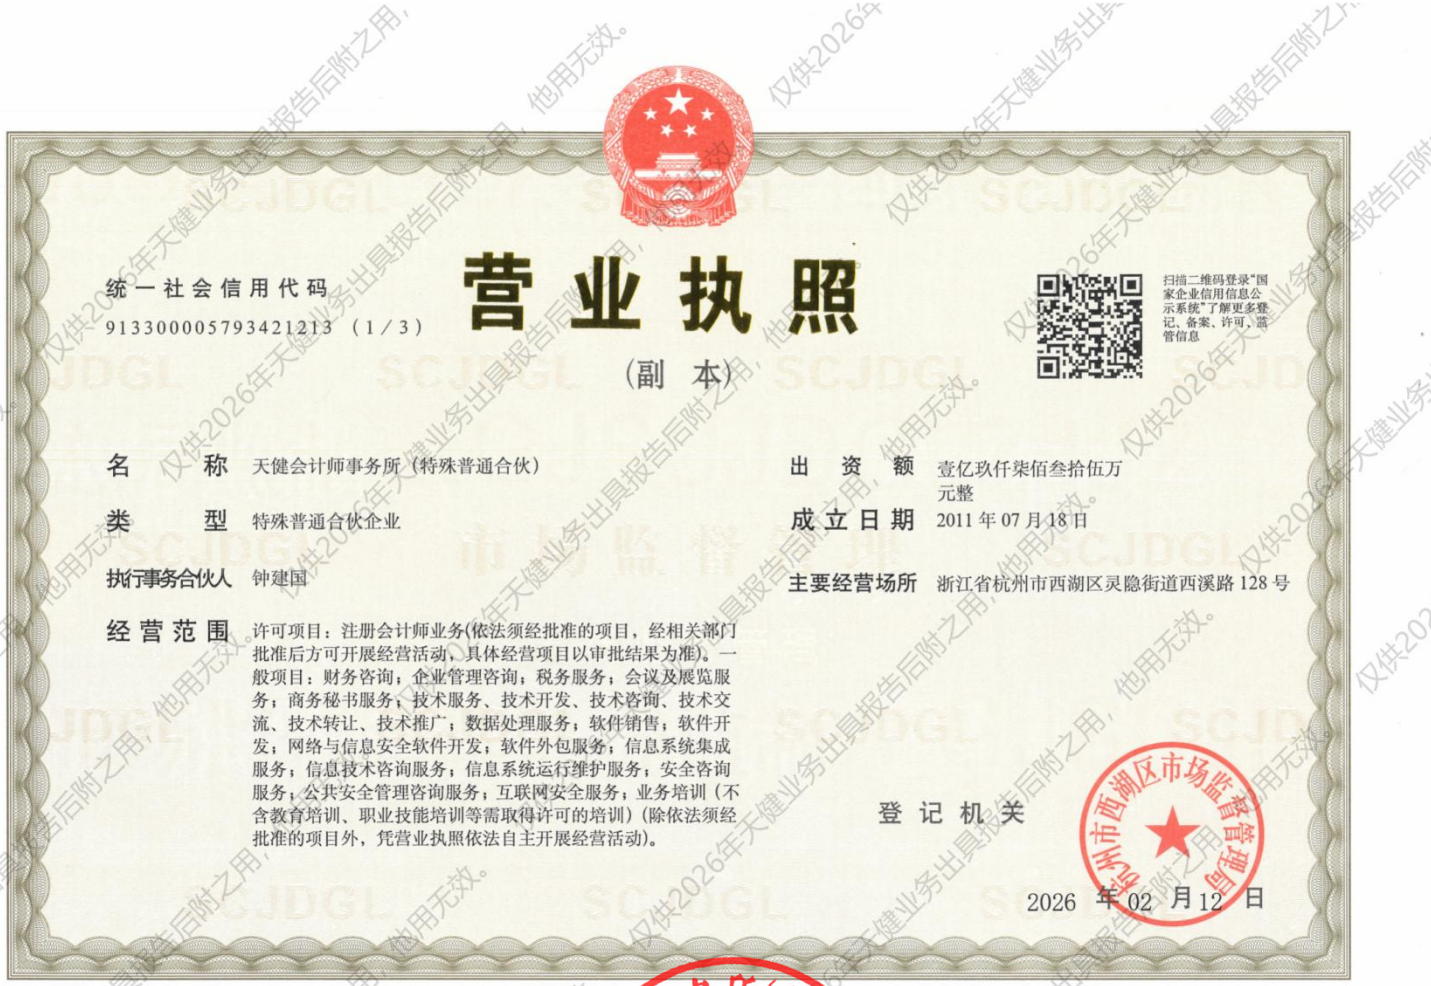 营业执照
(副 本)
统一社会信用代码
913300005793421213 (1/3)
扫描二维码登录“国
家企业信用信息公
示系统”了解更多登
记、备案、许可、监
管信息
名 称 天健会计师事务所（特殊普通合伙）
类 型 特殊普通合伙企业
执行事务合伙人 钟建国
经营范围 许可项目：注册会计师业务(依法须经批准的项目，经相关部门
批准后方可开展经营活动，具体经营项目以审批结果为准)。一
般项目：财务咨询；企业管理咨询；税务服务；会议及展览服
务；商务秘书服务；技术服务、技术开发、技术咨询、技术交
流、技术转让、技术推广；数据处理服务；软件销售；软件开
发；网络与信息安全软件开发；软件外包服务；信息系统集成
服务；信息技术咨询服务；信息系统运行维护服务；安全咨询
服务；公共安全管理咨询服务；互联网安全服务；业务培训（不
含教育培训、职业技能培训等需取得许可的培训）(除依法须经
批准的项目外，凭营业执照依法自主开展经营活动)。
出 资 额 壹亿玖仟柒佰叁拾伍万
元整
成立日期 2011 年 07 月 18 日
主要经营场所 浙江省杭州市西湖区灵隐街道西溪路 128 号
登记机关
杭州市西湖区市场监督管理局
2026 年 02 月 12 日
仅供2026年天健业务出具报告后附之用，他用无效。
SCJDGL
市场监督管理